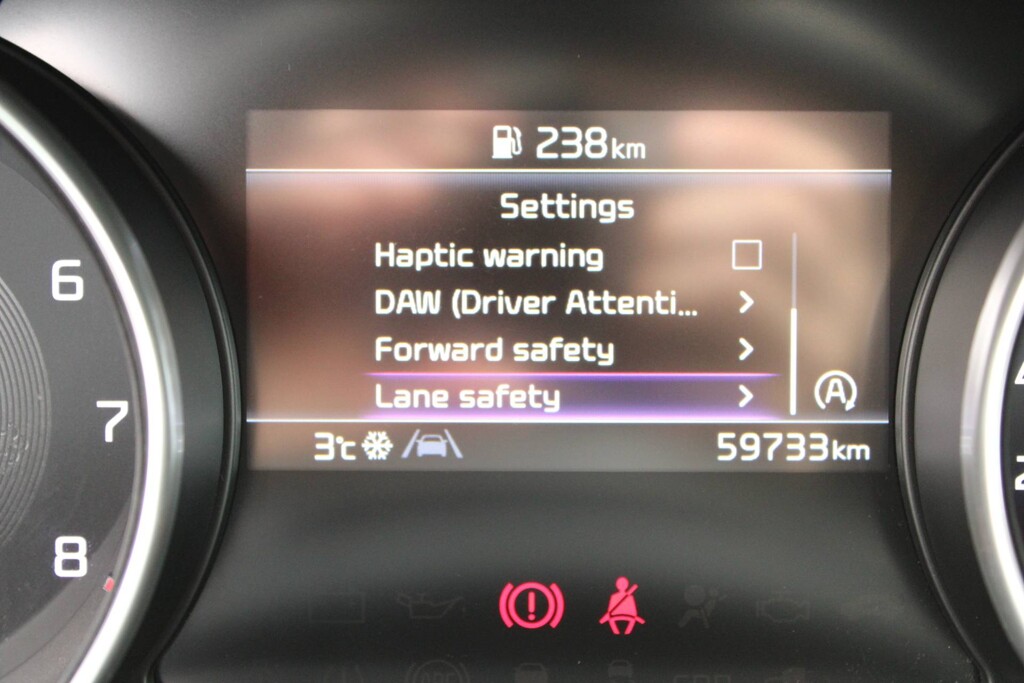 238km
Settings
Haptic warning
DAW (Driver Attenti...
Forward safety
Lane safety
A
3°C
59733km
6
7
8